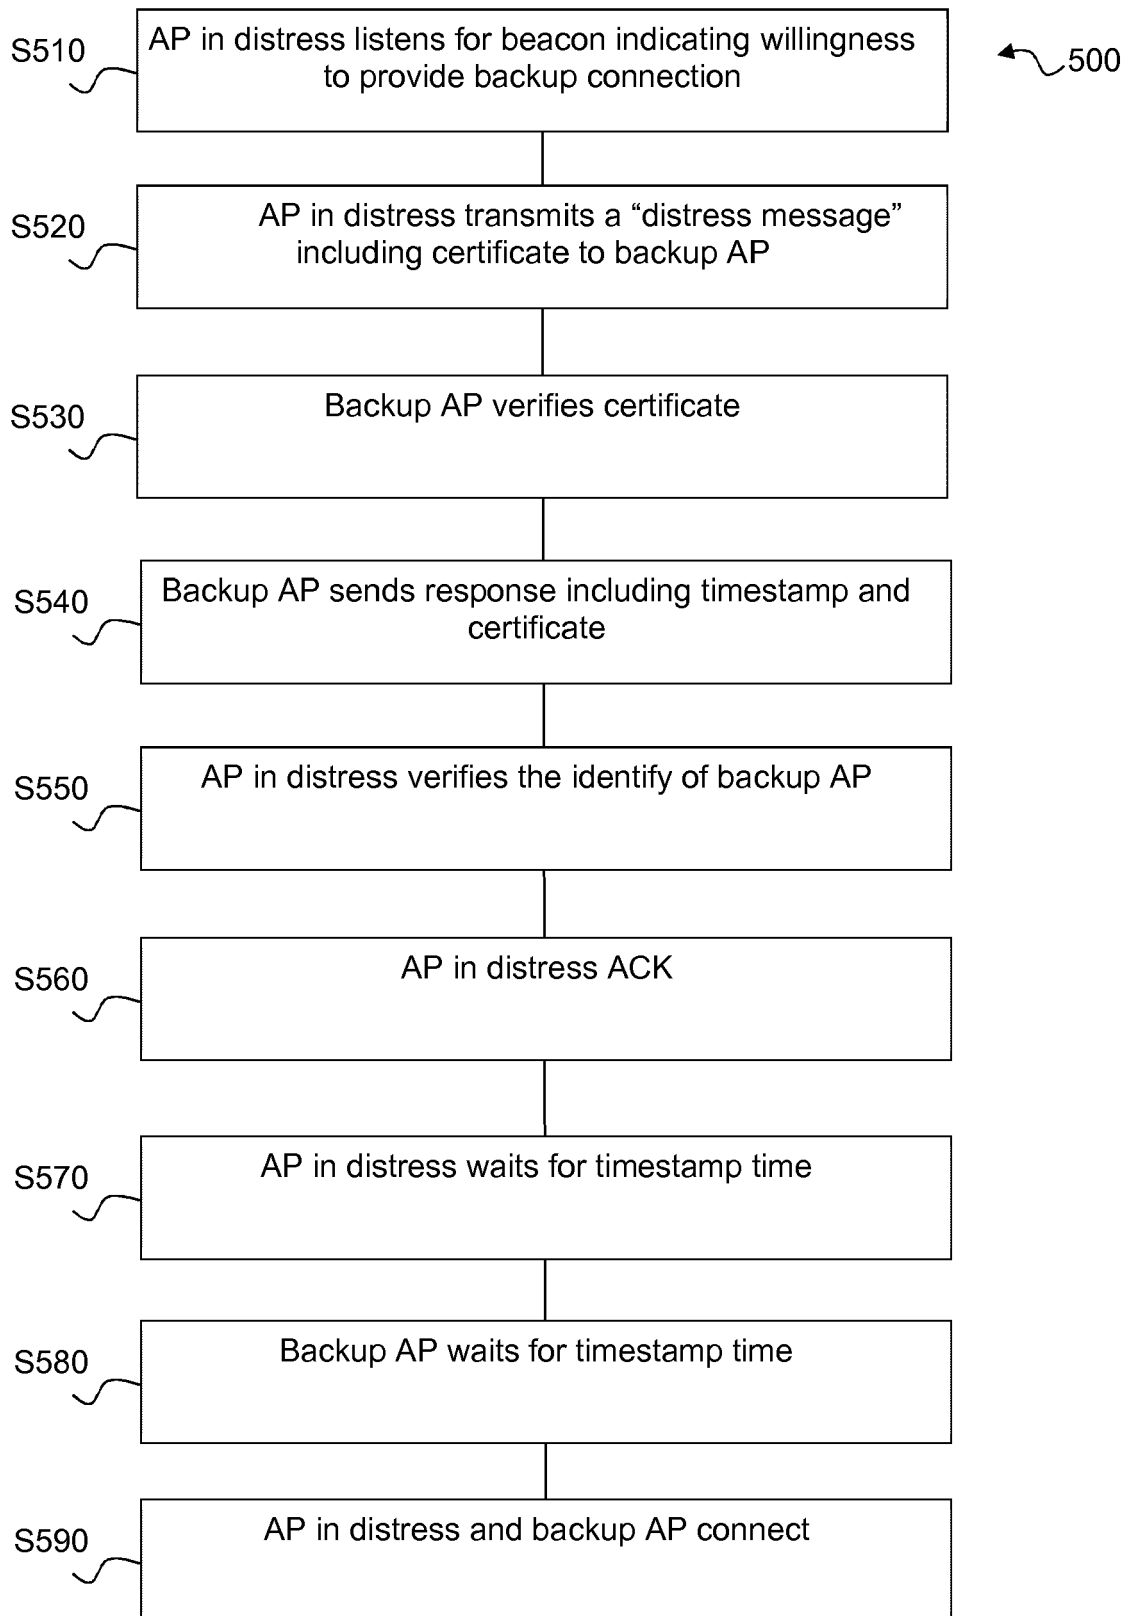 S510
AP in distress listens for beacon indicating willingness
to provide backup connection
500
S520
AP in distress transmits a “distress message”
including certificate to backup AP
S530
Backup AP verifies certificate
S540
Backup AP sends response including timestamp and
certificate
S550
AP in distress verifies the identify of backup AP
S560
AP in distress ACK
S570
AP in distress waits for timestamp time
S580
Backup AP waits for timestamp time
S590
AP in distress and backup AP connect